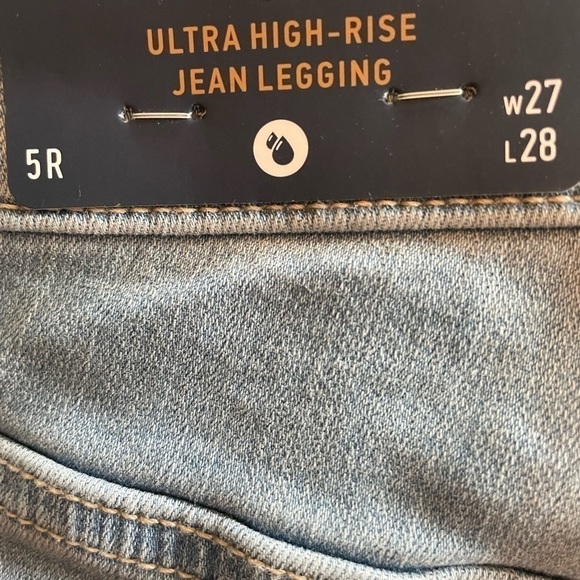 ULTRA HIGH-RISE
JEAN LEGGING
5R
W27
L28